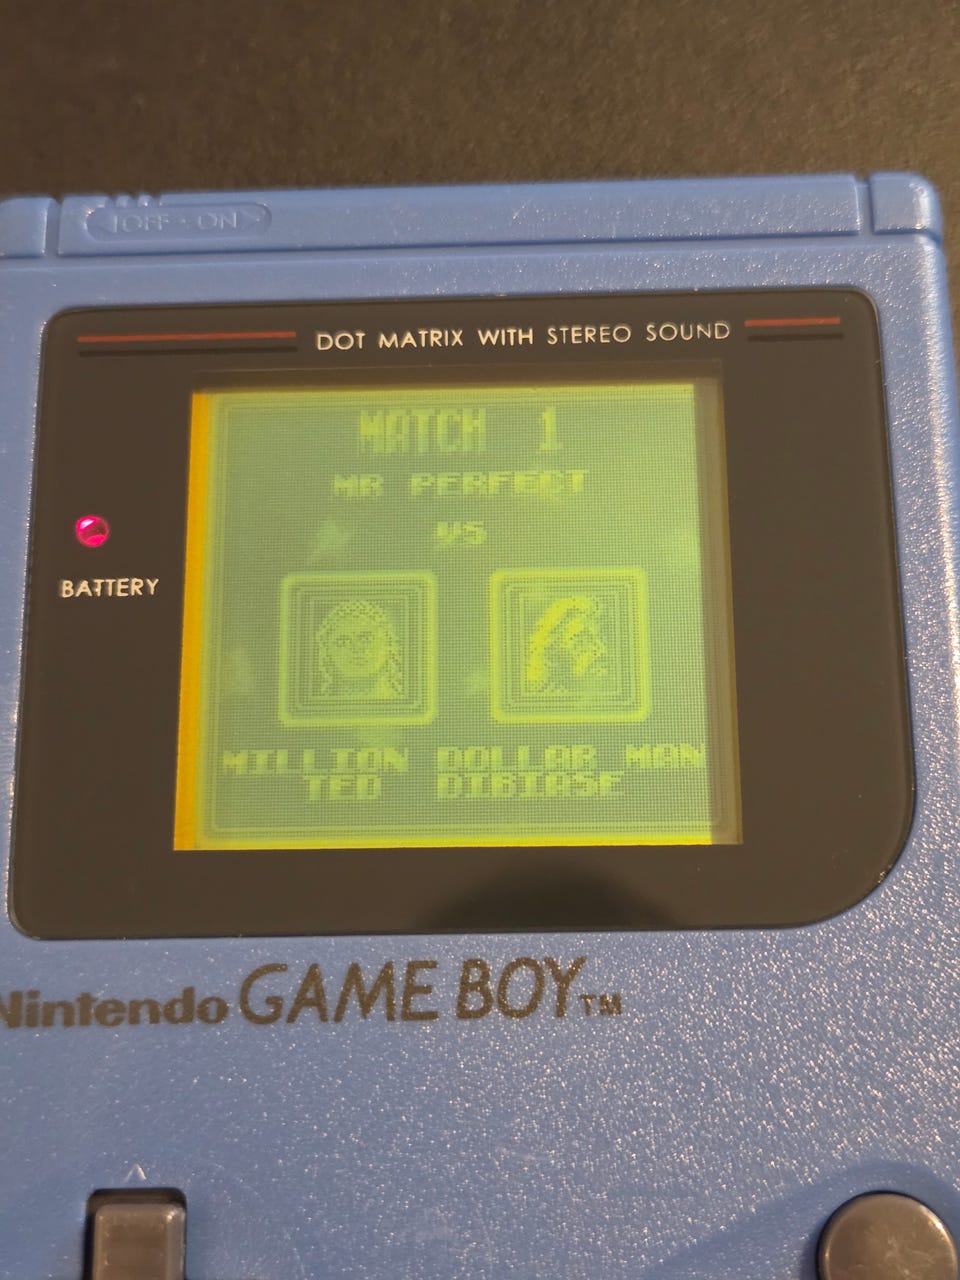 OFF•ON
DOT MATRIX WITH STEREO SOUND
MATCH 1
MR PERFECT
VS
BATTERY
MILLION DOLLAR MAN
TED DIBIASE
Nintendo GAME BOY TM